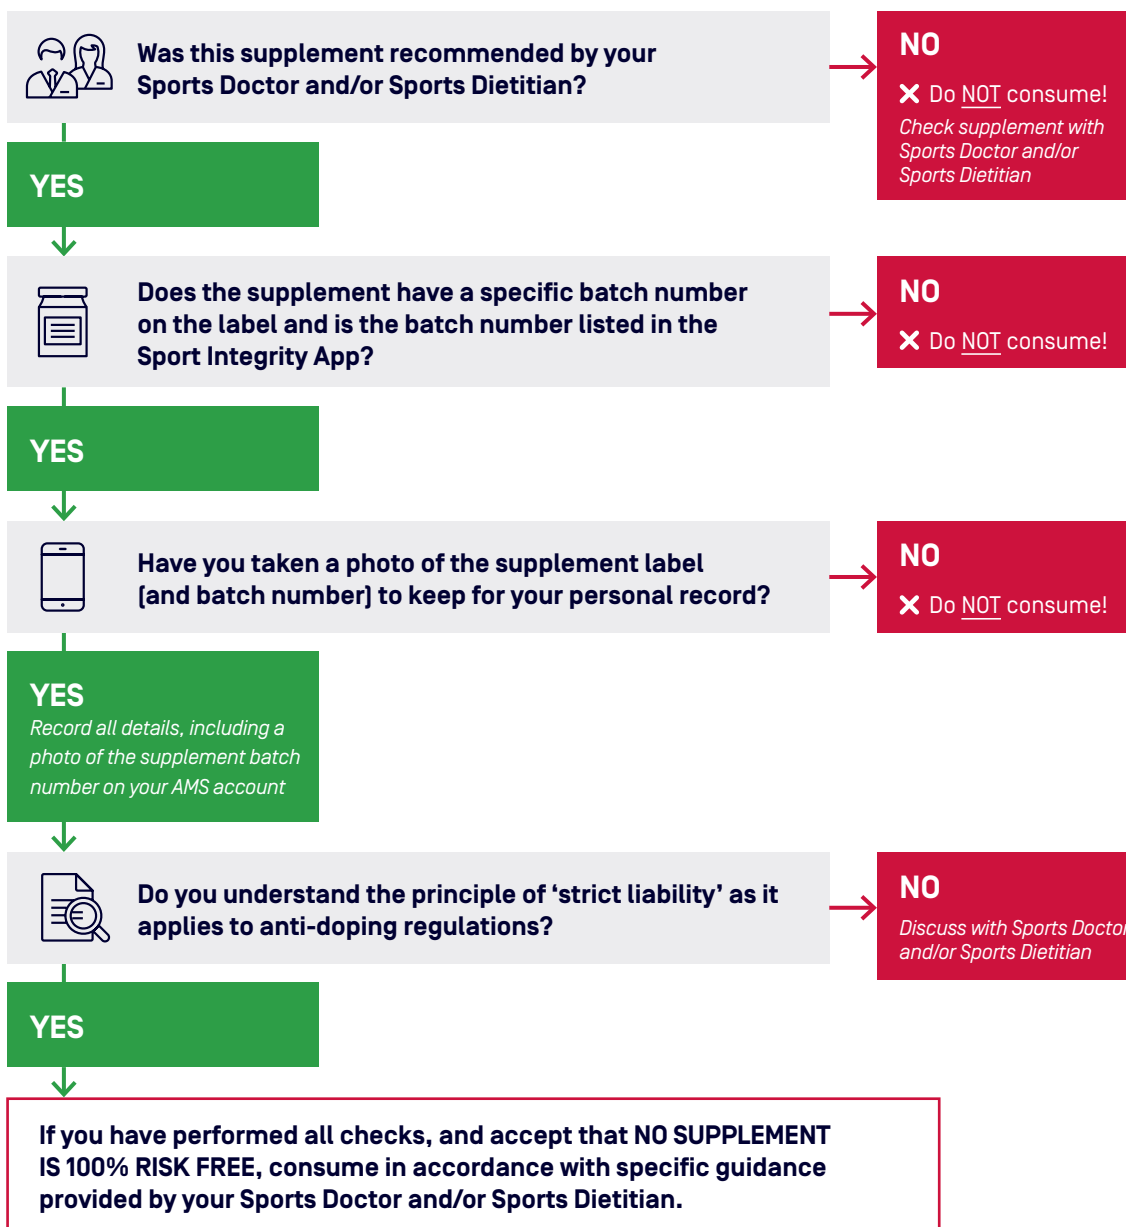 Was this supplement recommended by your
Sports Doctor and/or Sports Dietitian?
NO
Do NOT consume!
Check supplement with
Sports Doctor and/or
Sports Dietitian
YES
Does the supplement have a specific batch number
on the label and is the batch number listed in the
Sport Integrity App?
NO
Do NOT consume!
YES
Have you taken a photo of the supplement label
(and batch number) to keep for your personal record?
NO
Do NOT consume!
YES
Record all details, including a
photo of the supplement batch
number on your AMS account
Do you understand the principle of ‘strict liability’ as it
applies to anti-doping regulations?
NO
Discuss with Sports Doctor
and/or Sports Dietitian
YES
If you have performed all checks, and accept that NO SUPPLEMENT
IS 100% RISK FREE, consume in accordance with specific guidance
provided by your Sports Doctor and/or Sports Dietitian.